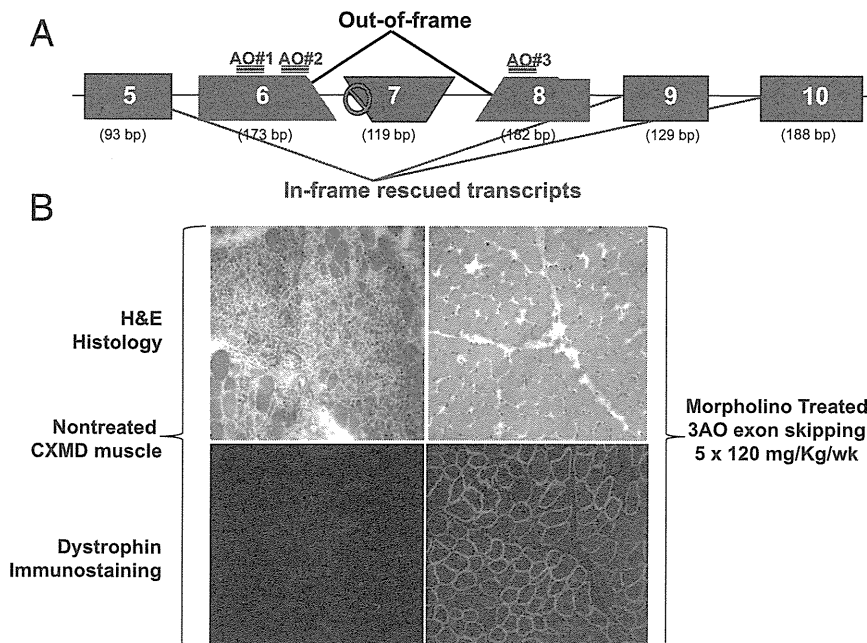 A
Out-of-frame
AO#1 AO#2 AO#3
5 6 7 8 9 10
(93 bp) (173 bp) (119 bp) (182 bp) (129 bp) (188 bp)
In-frame rescued transcripts
B
H&E
Histology
Nontreated
CXMD muscle
Dystrophin
Immunostaining
Morpholino Treated
3AO exon skipping
5 x 120 mg/Kg/wk